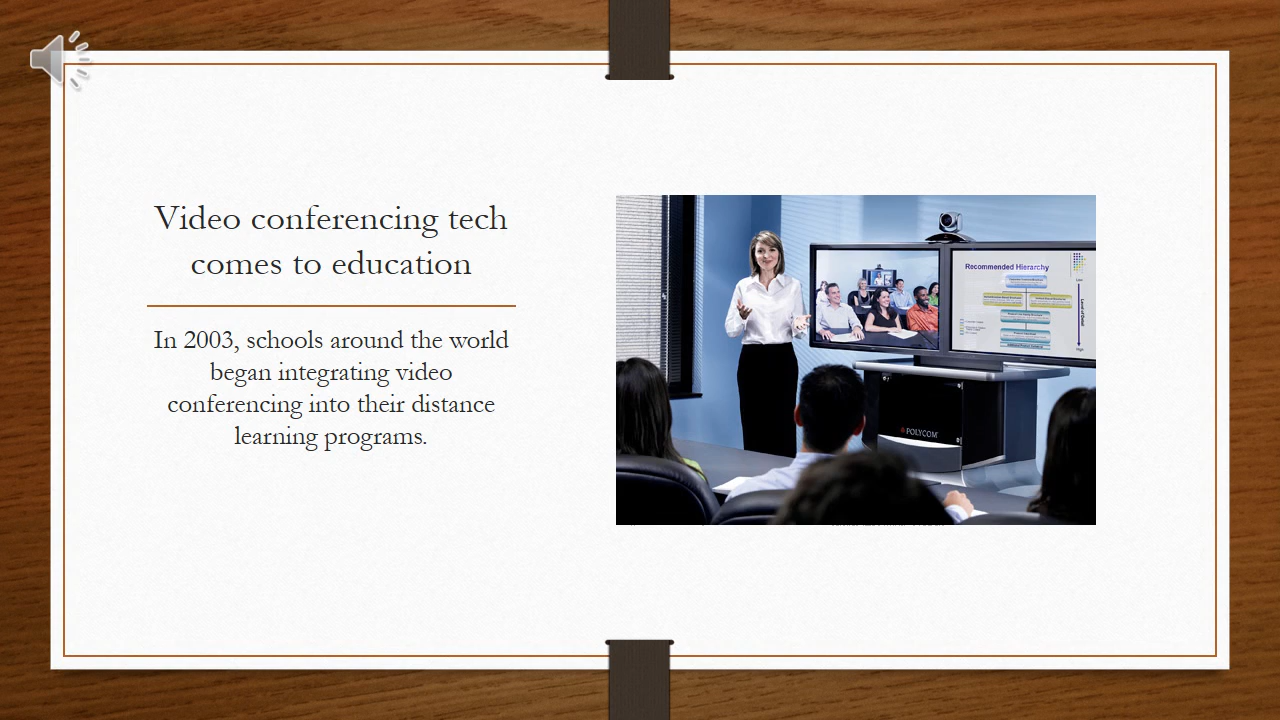 Video conferencing tech
comes to education
In 2003, schools around the world
began integrating video
conferencing into their distance
learning programs.
Recommended Hierarchy
POLYCOM